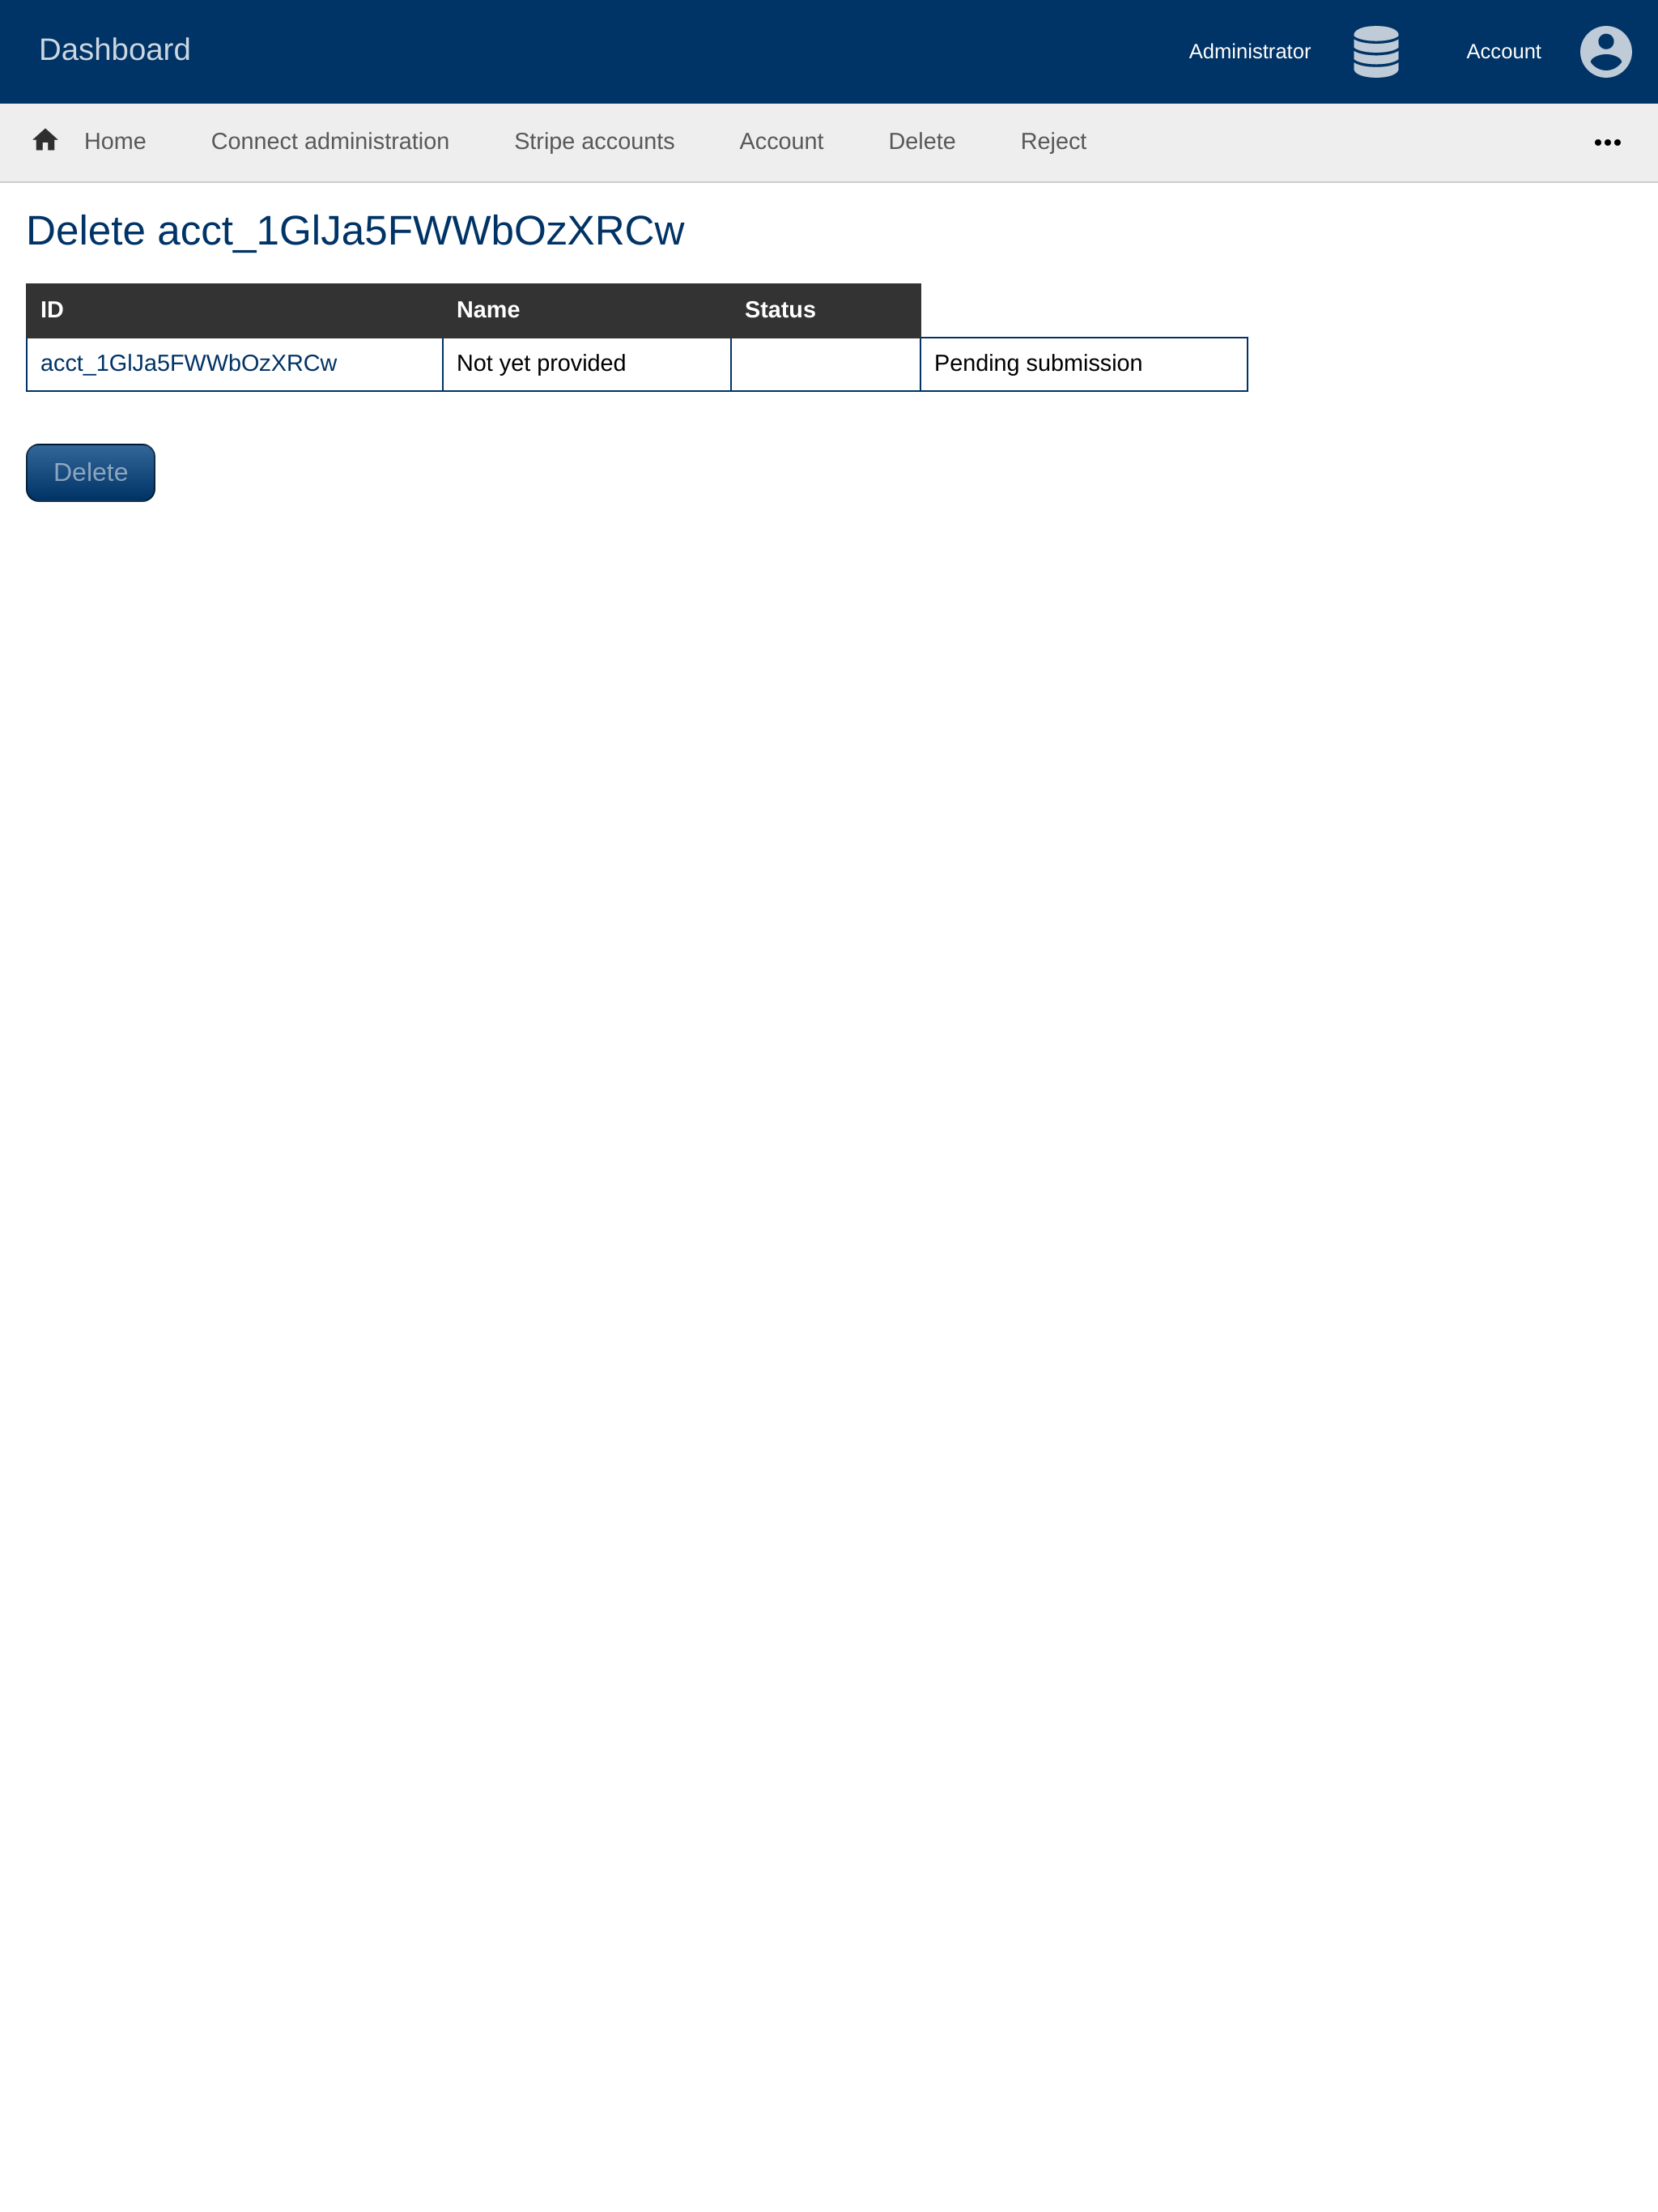 Dashboard Administrator Account
Home Connect administration Stripe accounts Account Delete Reject •••
Delete acct_1GlJa5FWWbOzXRCw
ID Name Status
acct_1GlJa5FWWbOzXRCw Not yet provided Pending submission
Delete